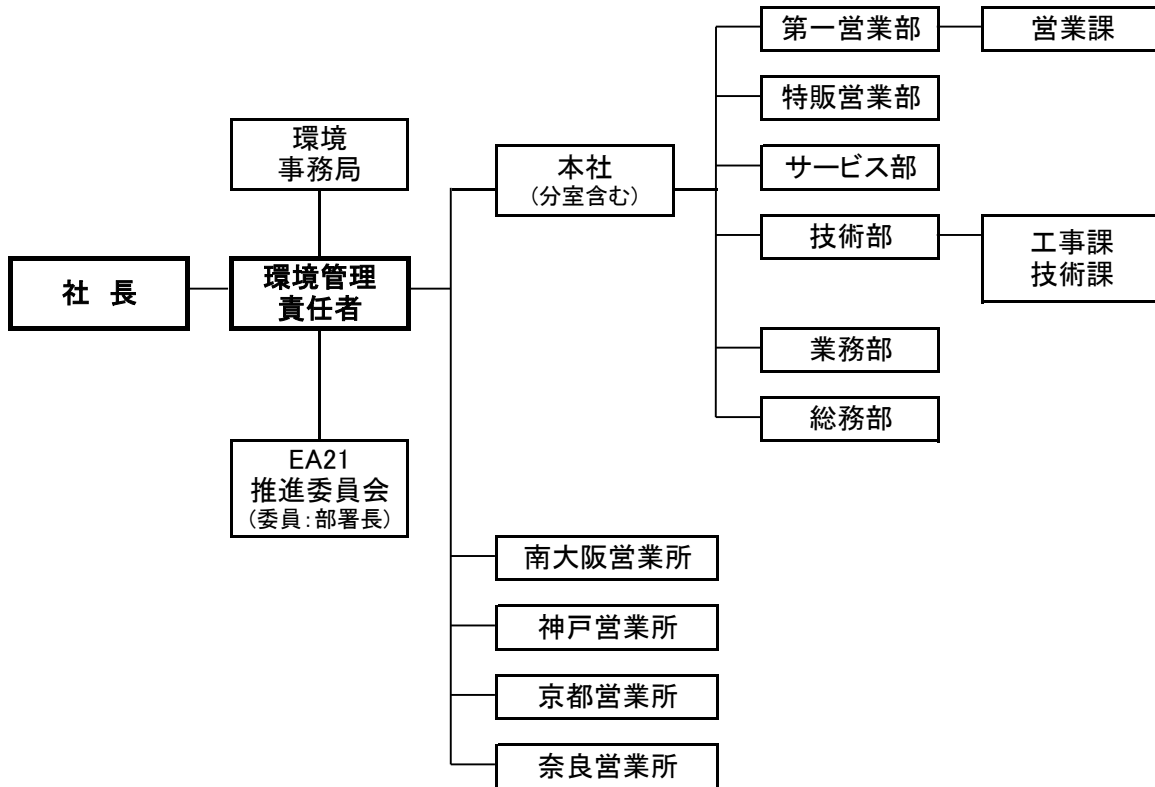 第一営業部
営業課
特販営業部
環境
事務局
本社
(分室含む)
サービス部
技術部
工事課
技術課
社 長
環境管理
責任者
業務部
総務部
EA21
推進委員会
(委員:部署長)
南大阪営業所
神戸営業所
京都営業所
奈良営業所